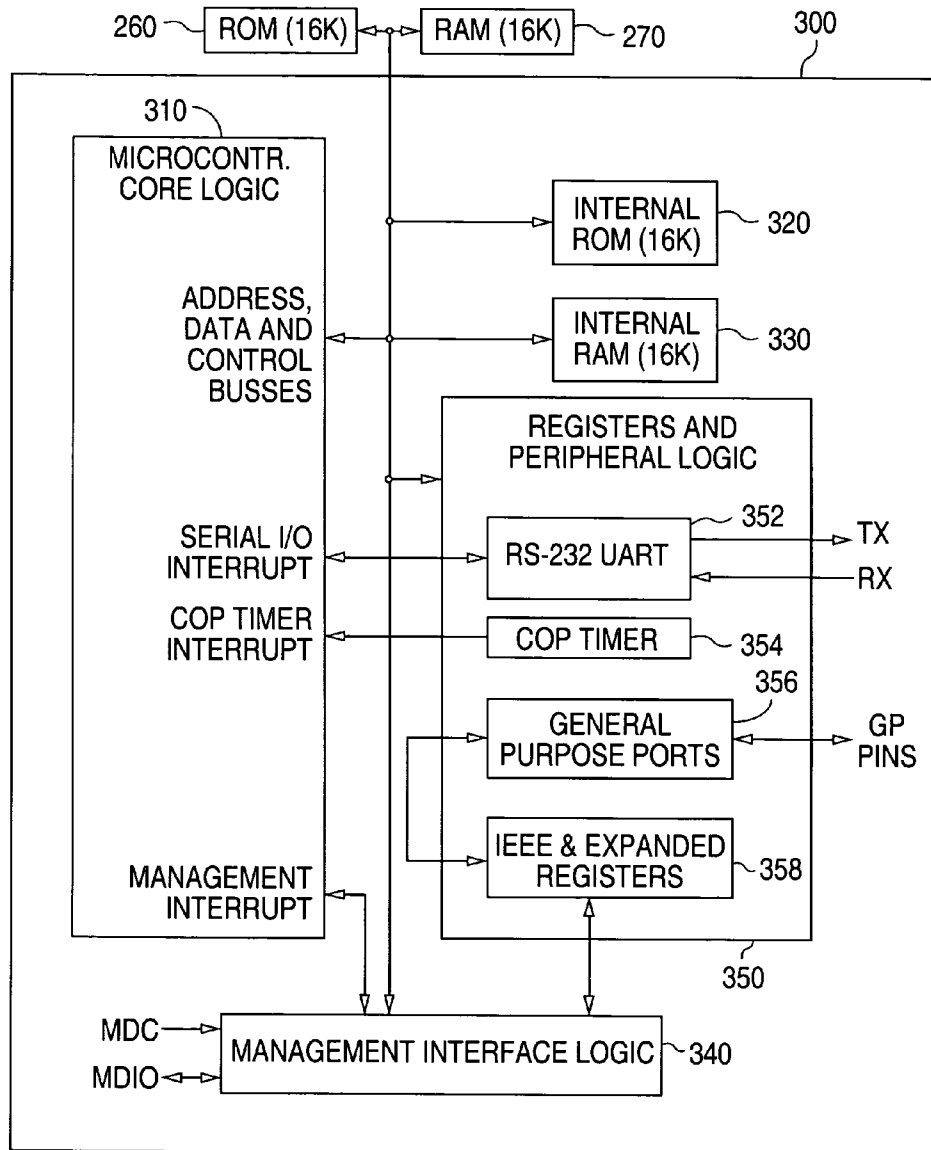 260
ROM (16K)
RAM (16K)
270
300
310
MICROCONTR.
CORE LOGIC
INTERNAL
ROM (16K)
320
ADDRESS,
DATA AND
CONTROL
BUSSES
INTERNAL
RAM (16K)
330
REGISTERS AND
PERIPHERAL LOGIC
SERIAL I/O
INTERRUPT
RS-232 UART
352
TX
RX
COP TIMER
INTERRUPT
COP TIMER
354
356
GENERAL
PURPOSE PORTS
GP
PINS
IEEE & EXPANDED
REGISTERS
358
MANAGEMENT
INTERRUPT
350
MDC
MDIO
MANAGEMENT INTERFACE LOGIC
340